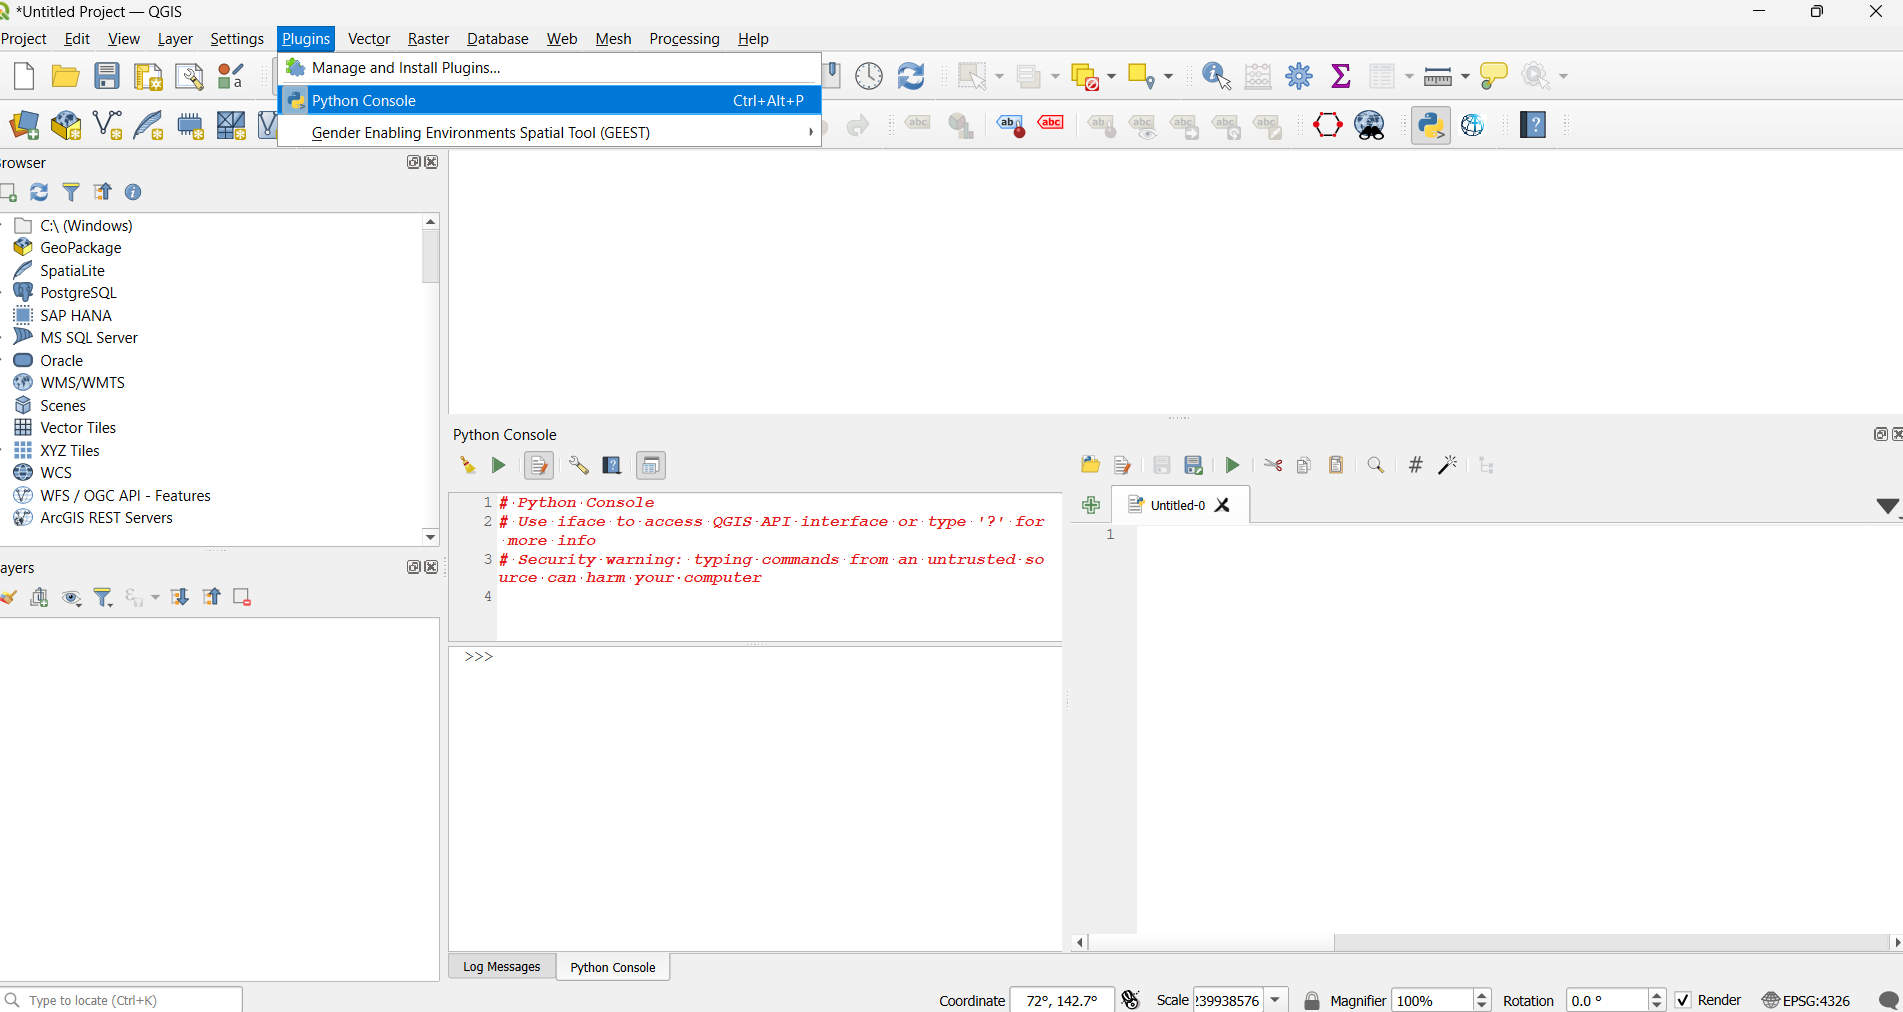 *Untitled Project — QGIS
Project Edit View Layer Settings Plugins Vector Raster Database Web Mesh Processing Help
Manage and Install Plugins...
Python Console Ctrl+Alt+P
Gender Enabling Environments Spatial Tool (GEEST)
rowser
C:\ (Windows)
GeoPackage
SpatiaLite
PostgreSQL
SAP HANA
MS SQL Server
Oracle
WMS/WMTS
Scenes
Vector Tiles
XYZ Tiles
WCS
WFS / OGC API - Features
ArcGIS REST Servers
ayers
Python Console
1 # Python Console
2 # Use iface to access QGIS API interface or type '?' for
more info
3 # Security warning: typing commands from an untrusted so
urce can harm your computer
4
>>>
Untitled-0
1
Log Messages Python Console
Type to locate (Ctrl+K)
Coordinate 72°, 142.7° Scale 239938576 Magnifier 100% Rotation 0.0 ° Render EPSG:4326